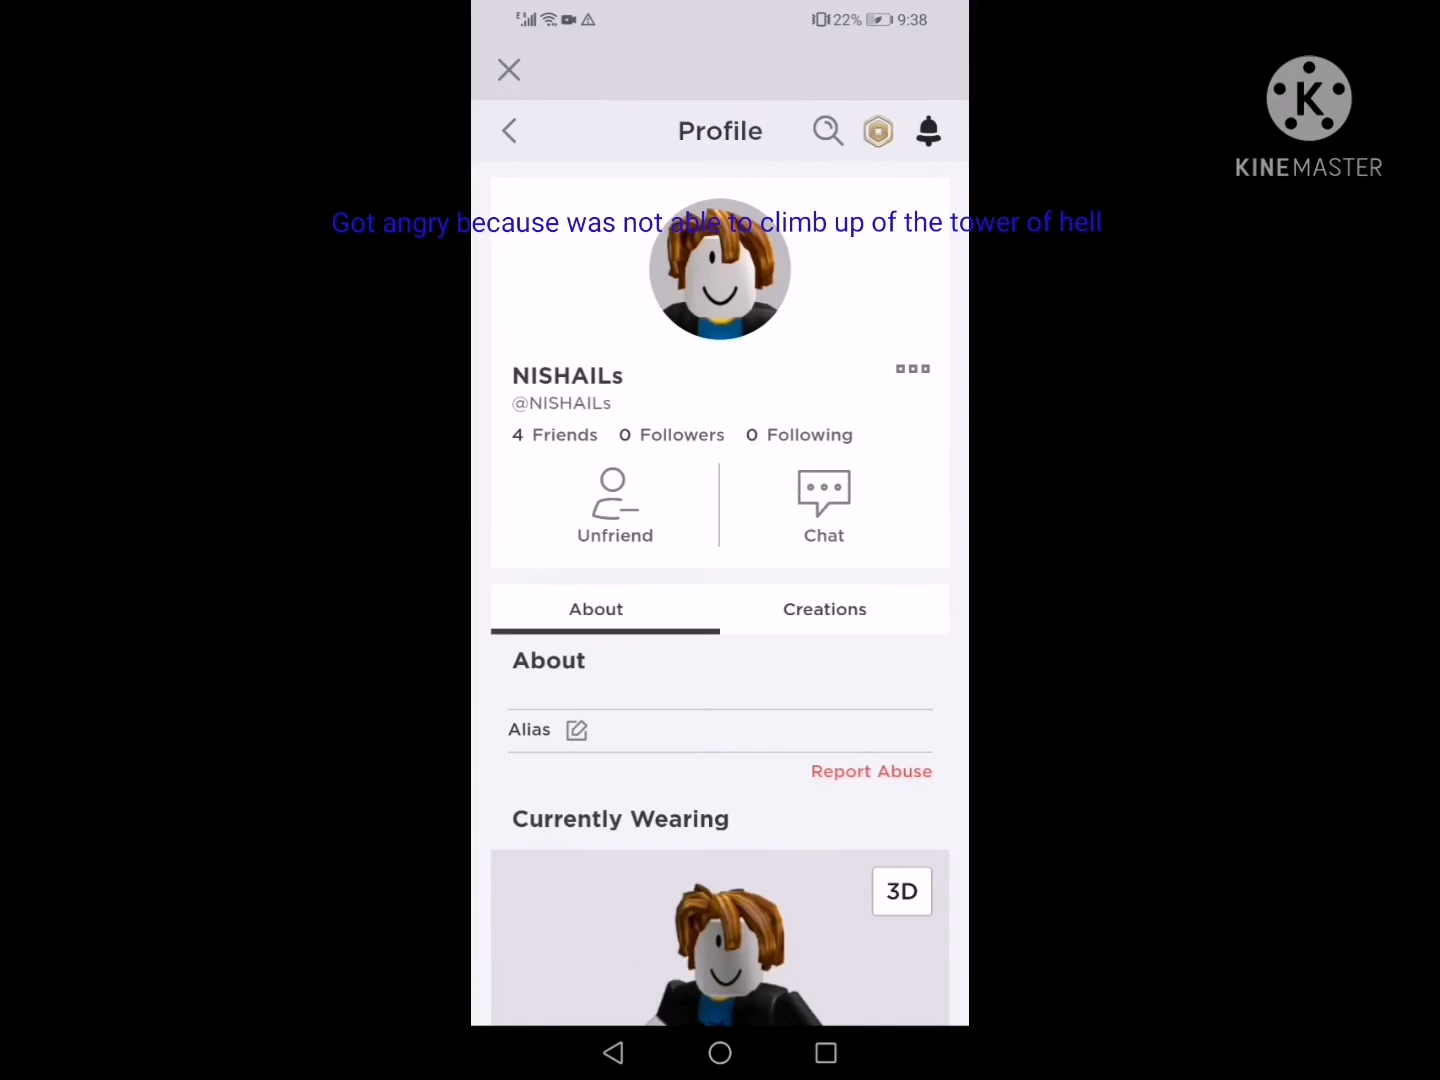 22% 9:38
Profile
KINEMASTER
Got angry because was not able to climb up of the tower of hell
NISHAILs
@NISHAILs
4 Friends 0 Followers 0 Following
Unfriend Chat
About Creations
About
Alias
Report Abuse
Currently Wearing
3D